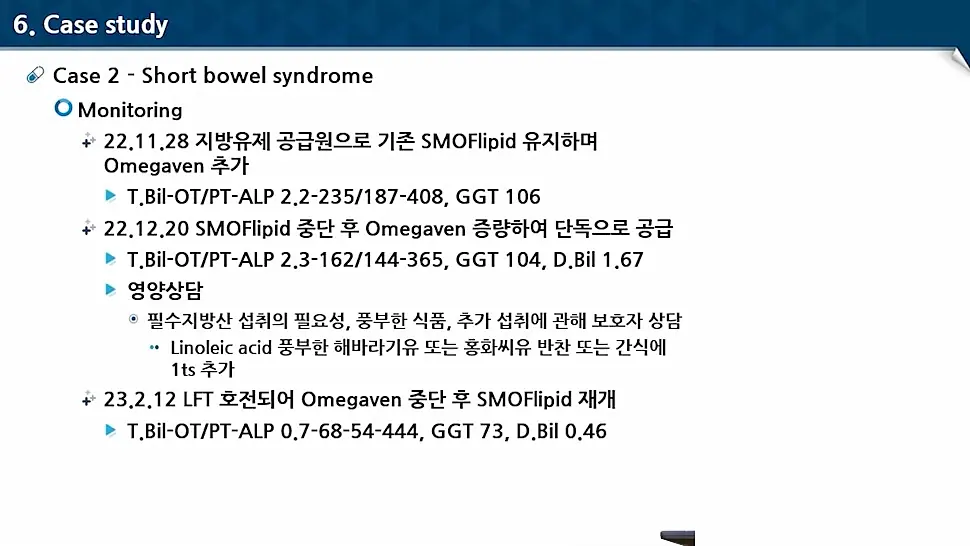 6. Case study
Case 2 - Short bowel syndrome
Monitoring
22.11.28 지방유제 공급원으로 기존 SMOFlipid 유지하며
Omegaven 추가
T.Bil-OT/PT-ALP 2.2-235/187-408, GGT 106
22.12.20 SMOFlipid 중단 후 Omegaven 증량하여 단독으로 공급
T.Bil-OT/PT-ALP 2.3-162/144-365, GGT 104, D.Bil 1.67
영양상담
필수지방산 섭취의 필요성, 풍부한 식품, 추가 섭취에 관해 보호자 상담
Linoleic acid 풍부한 해바라기유 또는 홍화씨유 반찬 또는 간식에
1ts 추가
23.2.12 LFT 호전되어 Omegaven 중단 후 SMOFlipid 재개
T.Bil-OT/PT-ALP 0.7-68-54-444, GGT 73, D.Bil 0.46